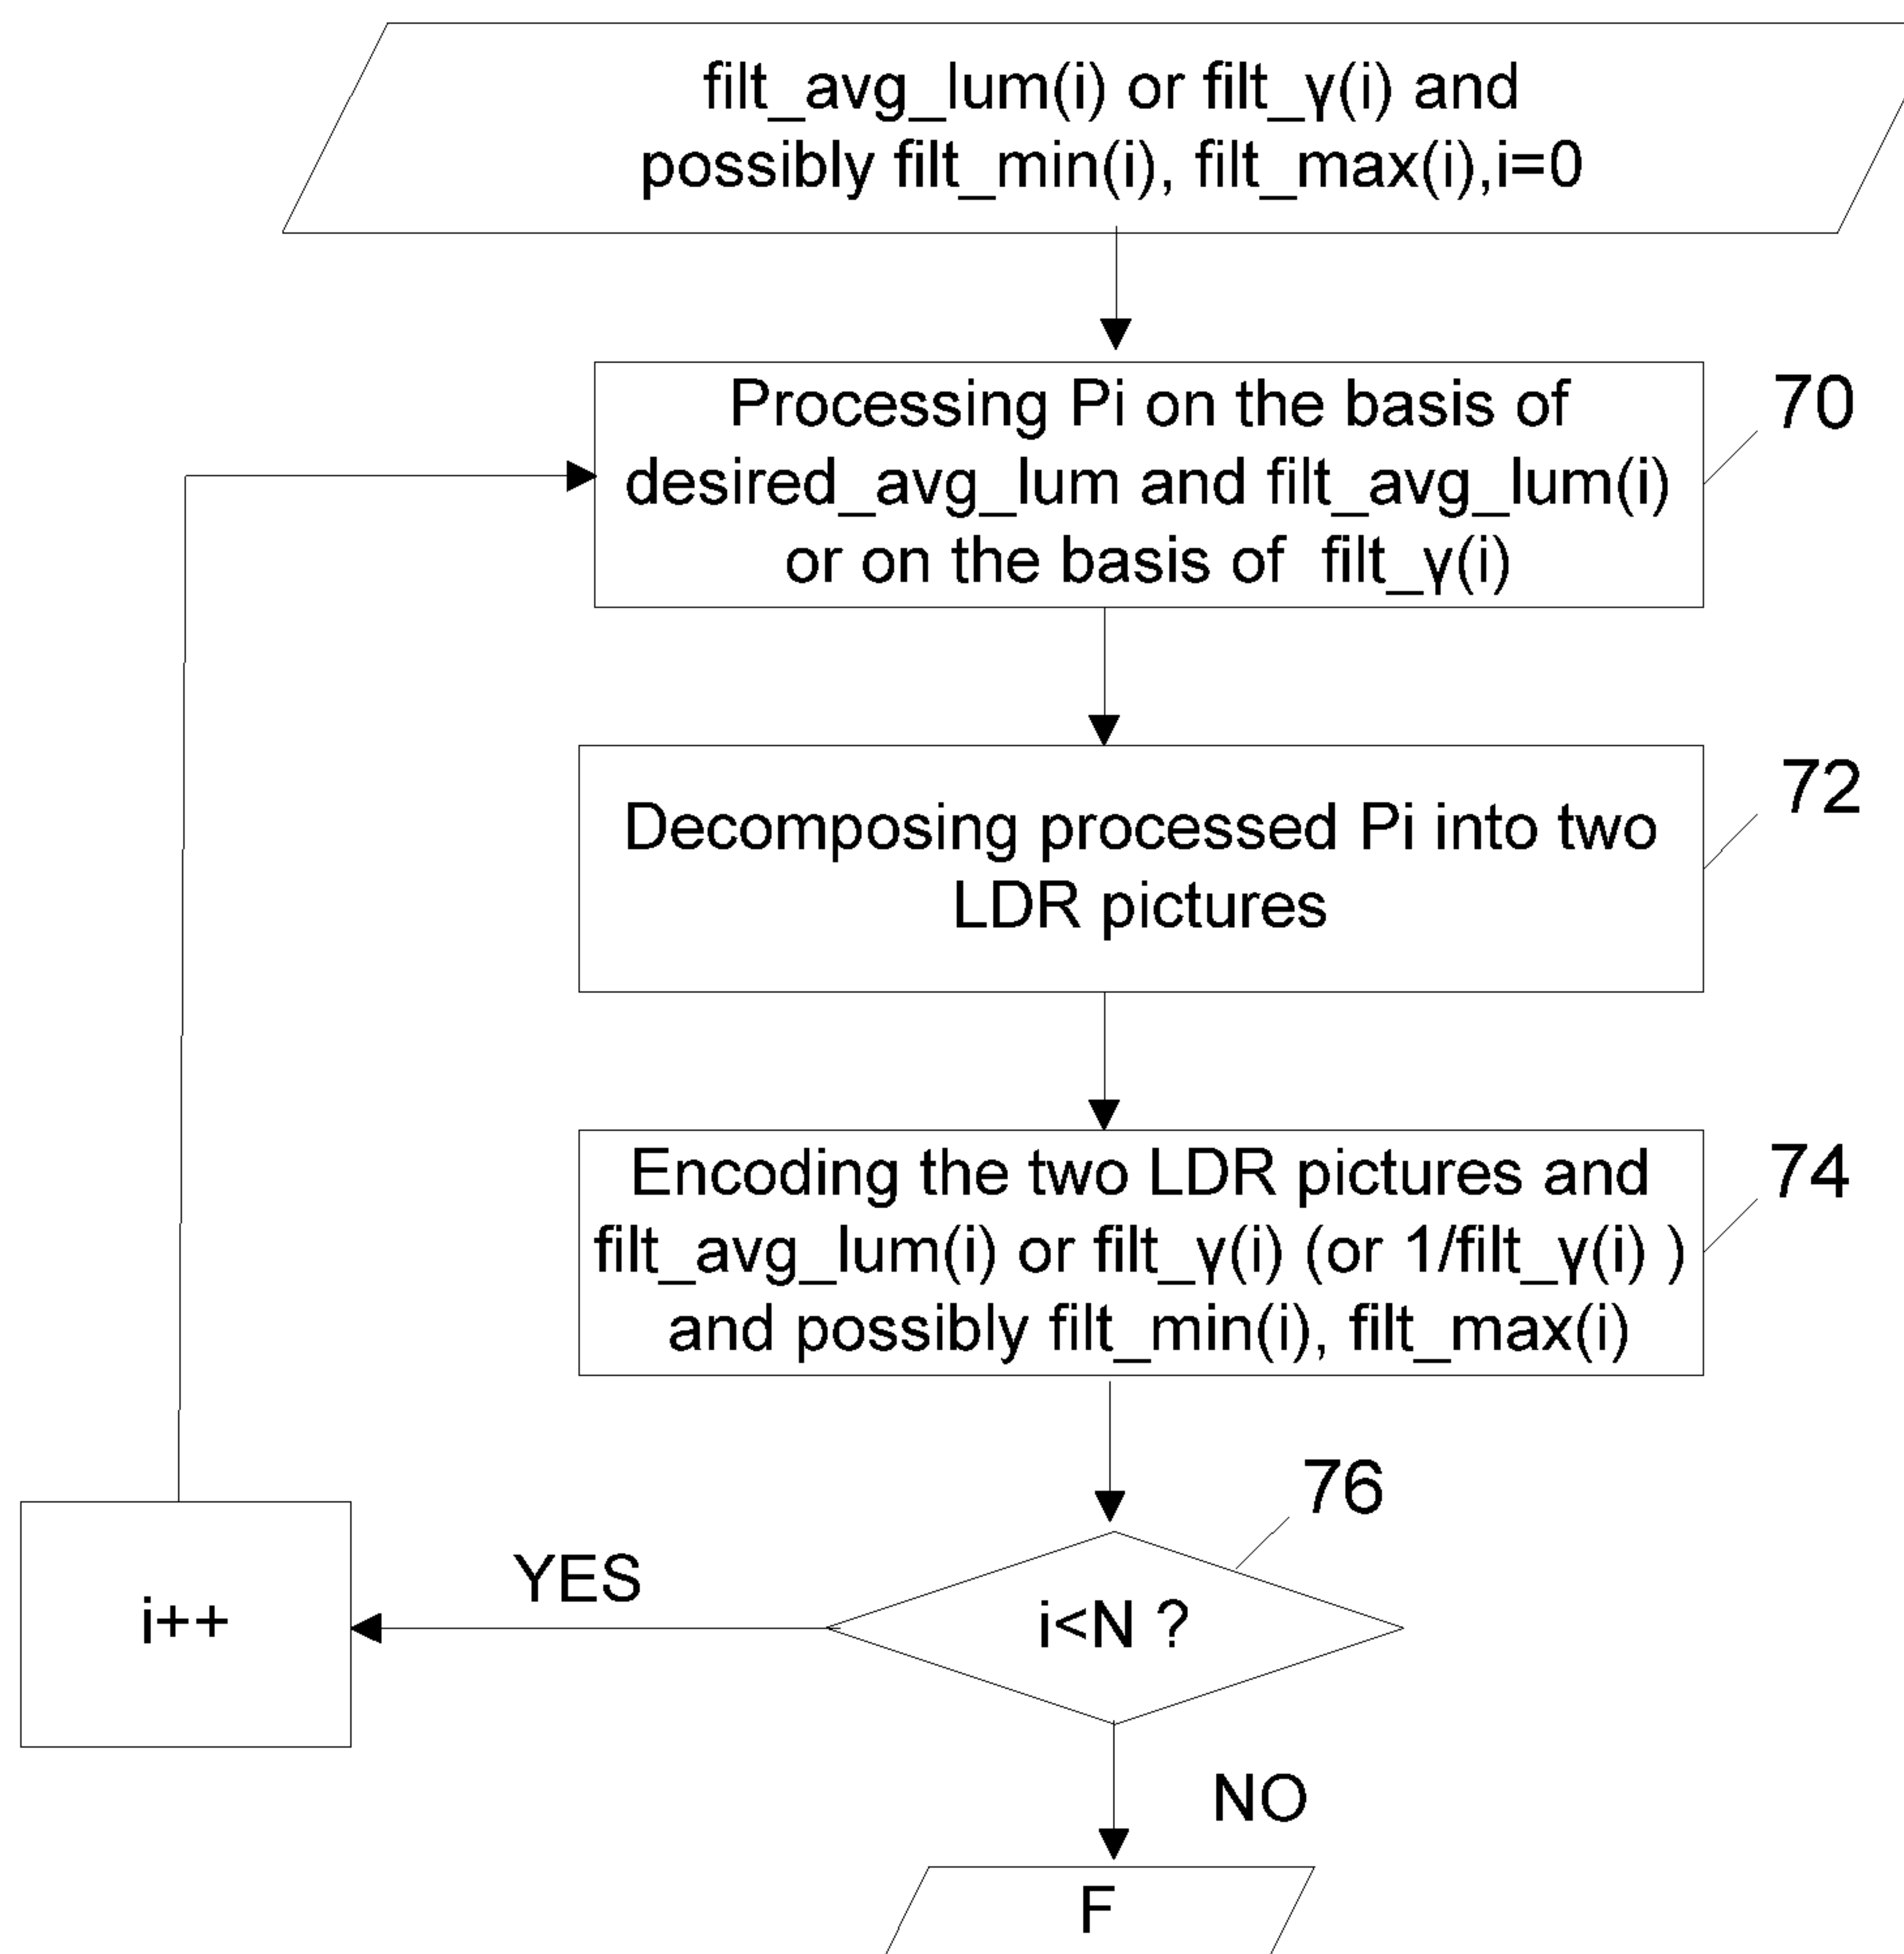 filt_avg_lum(i) or filt_γ(i) and
possibly filt_min(i), filt_max(i),i=0
Processing Pi on the basis of
desired_avg_lum and filt_avg_lum(i)
or on the basis of filt_γ(i)
70
Decomposing processed Pi into two
LDR pictures
72
Encoding the two LDR pictures and
filt_avg_lum(i) or filt_γ(i) (or 1/filt_γ(i) )
and possibly filt_min(i), filt_max(i)
74
76
i<N ?
YES
i++
NO
F